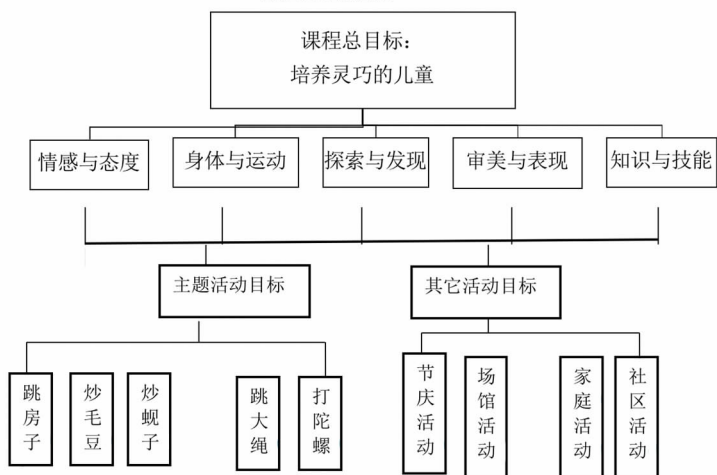 课程总目标：
培养灵巧的儿童
情感与态度
身体与运动
探索与发现
审美与表现
知识与技能
主题活动目标
其它活动目标
跳房子
炒毛豆
炒蚬子
跳大绳
打陀螺
节庆活动
场馆活动
家庭活动
社区活动